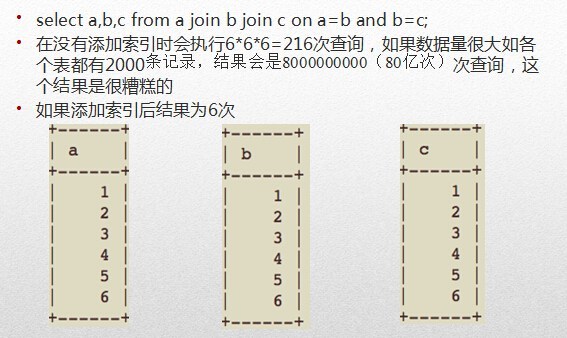 • select a,b,c from a join b join c on a=b and b=c;
• 在没有添加索引时会执行6*6*6=216次查询，如果数据量很大如各
个表都有2000条记录，结果会是8000000000（80亿次）次查询，这
个结果是很糟糕的
• 如果添加索引后结果为6次
+------+ +------+ +------+
| a | | b | | c |
+------+ +------+ +------+
| 1 | | 1 | | 1 |
| 2 | | 2 | | 2 |
| 3 | | 3 | | 3 |
| 4 | | 4 | | 4 |
| 5 | | 5 | | 5 |
| 6 | | 6 | | 6 |
+------+ +------+ +------+